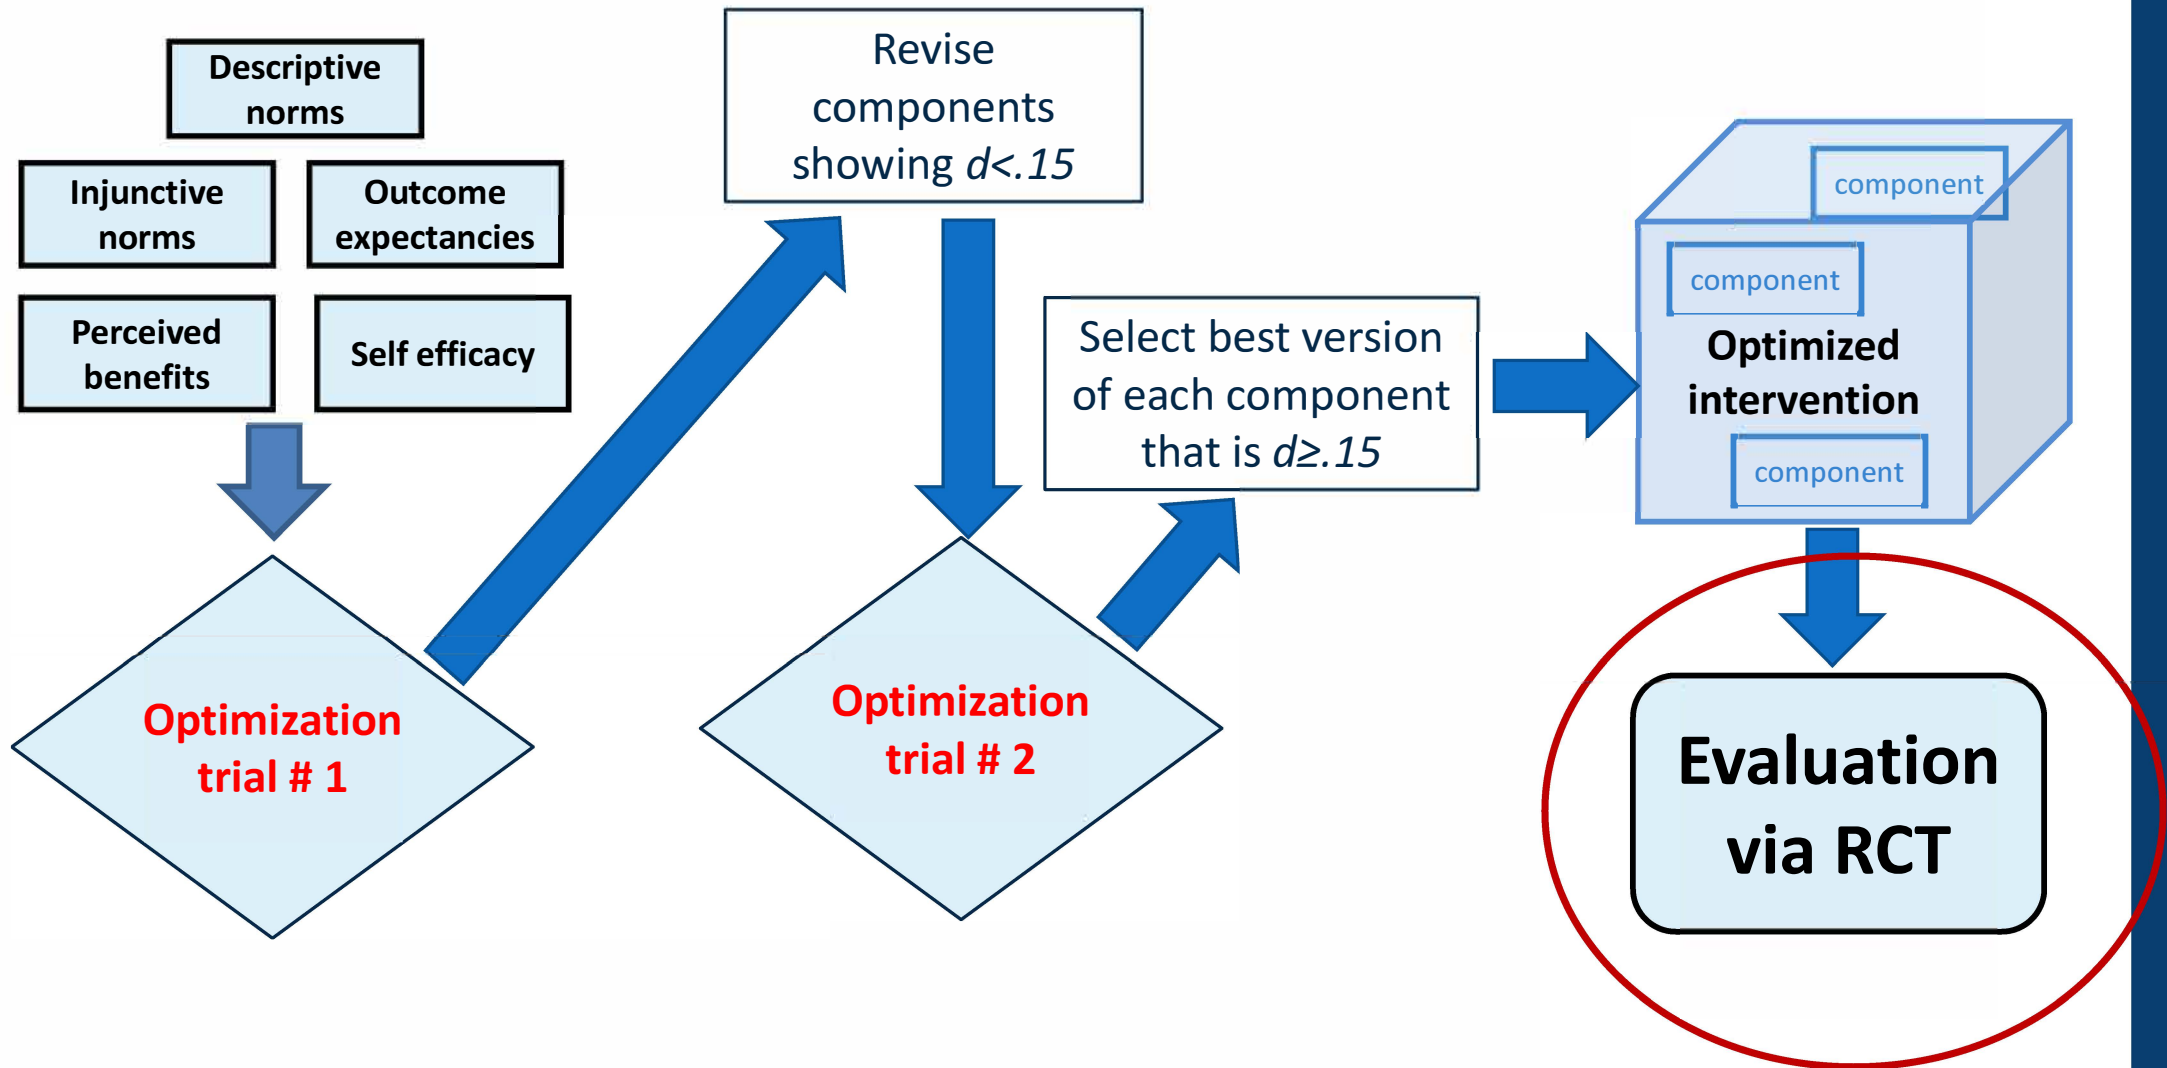 Descriptive
norms
Injunctive
norms
Outcome
expectancies
Perceived
benefits
Self efficacy
Optimization
trial # 1
Revise
components
showing d<.15
Optimization
trial # 2
Select best version
of each component
that is d≥.15
component
component
Optimized
intervention
component
Evaluation
via RCT